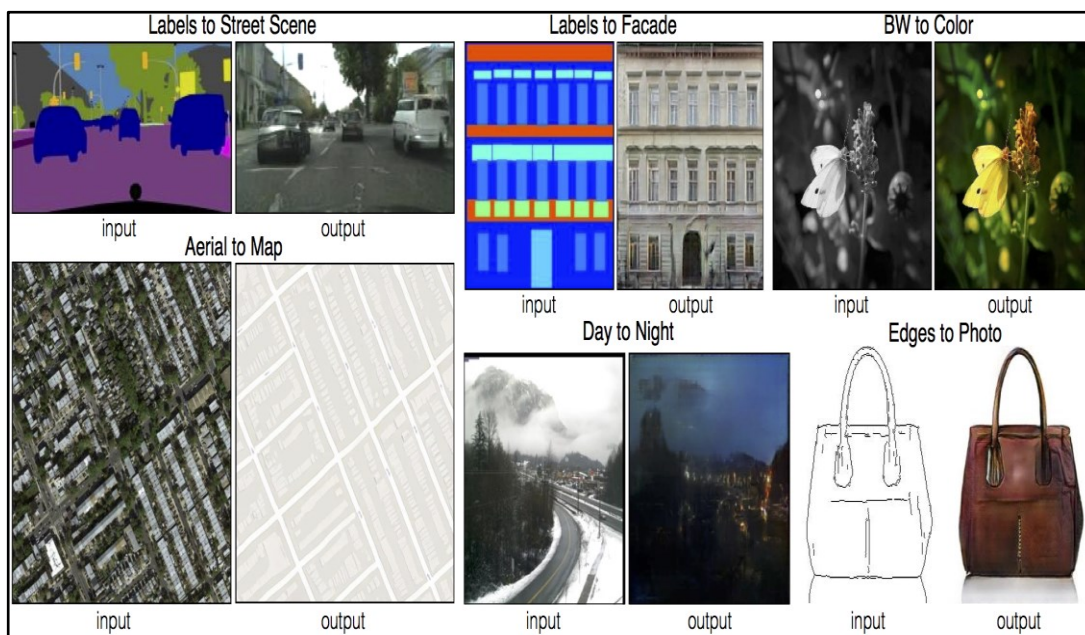 Labels to Street Scene
input
output
Labels to Facade
input
output
BW to Color
input
output
Aerial to Map
input
output
Day to Night
input
output
Edges to Photo
input
output